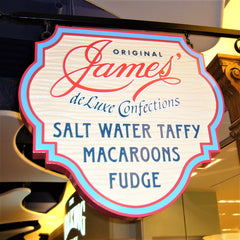 ORIGINAL
James'
de Luxe Confections
SALT WATER TAFFY
MACAROONS
FUDGE